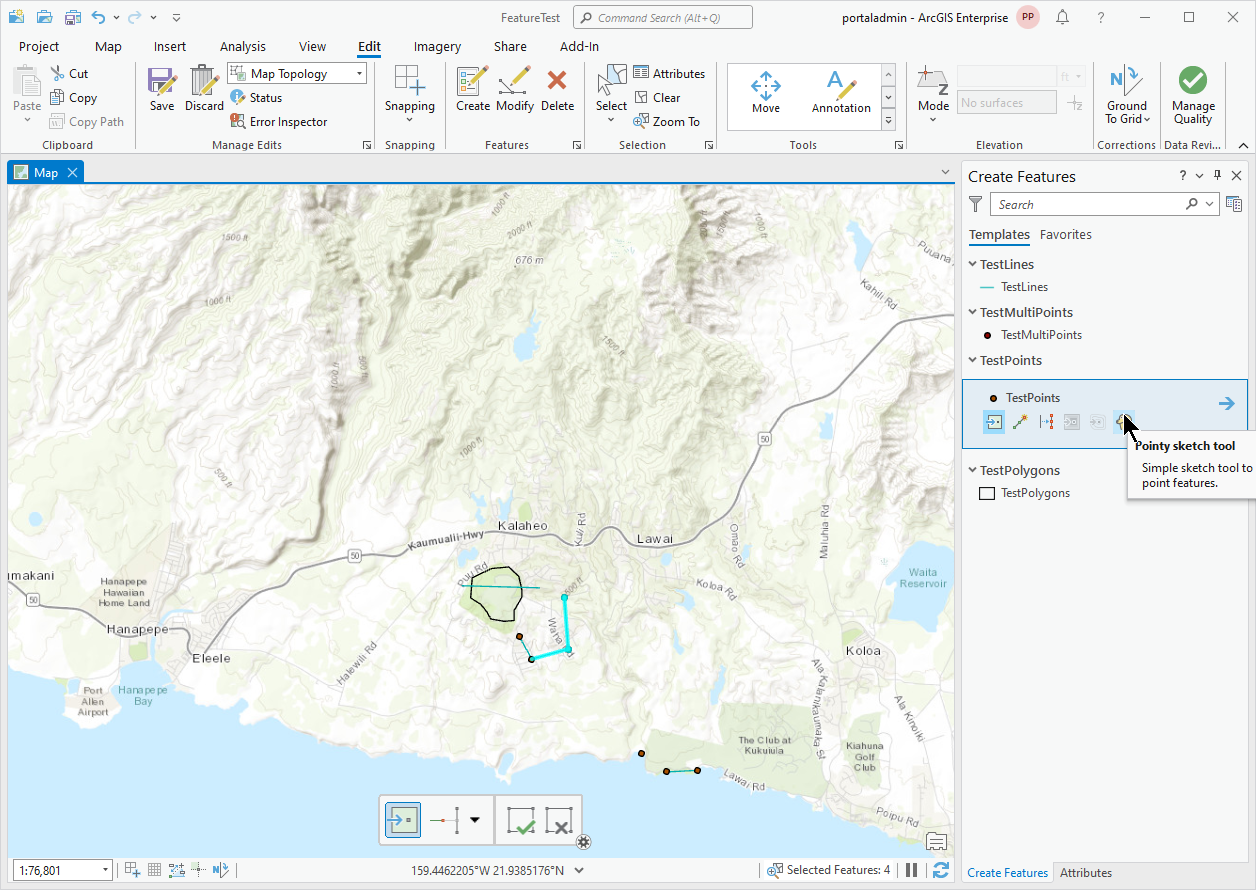 FeatureTest
Command Search (Alt+Q)
portaladmin - ArcGIS Enterprise
PP
?
Project
Map
Insert
Analysis
View
Edit
Imagery
Share
Add-In
Paste
Cut
Copy
Copy Path
Clipboard
Save
Discard
Map Topology
Status
Error Inspector
Manage Edits
Snapping
Snapping
Create
Modify
Delete
Features
Select
Attributes
Clear
Zoom To
Selection
Move
A
Annotation
Tools
Z
Mode
ft
No surfaces
Elevation
N
Ground
To Grid
Corrections
Manage
Quality
Data Revi...
Map
Create Features
?
Search
Templates
Favorites
TestLines
TestLines
TestMultiPoints
TestMultiPoints
TestPoints
TestPoints
Pointy sketch tool
Simple sketch tool to
point features.
TestPolygons
TestPolygons
1000 ft
2000 ft
1000 ft
1000 ft
1500 ft
676 m
Puuana
Kahili Rd
1000 ft
500 ft
1500 ft
50
1000 ft
500 ft
Kalaheo
Kuli Rd
Kaumualii-Hwy
Lawai
Omao Rd
Maluhia Rd
50
umakani
50
Hanapepe
Hawaiian
Home Land
Puu Rd
Koloa Rd
Waita
Reservoir
Hanapepe
Eleele
Halewili Rd
Koloa
Port
Allen
Airport
Hanapepe
Bay
Ala Kalanikaumaka St
Ala Kinoiki
The Club at
Kukuiula
Kiahuna
Golf
Club
Lawai Rd
Poipu Rd
1:76,801
N
159.4462205°W 21.9385176°N
Selected Features: 4
Create Features
Attributes